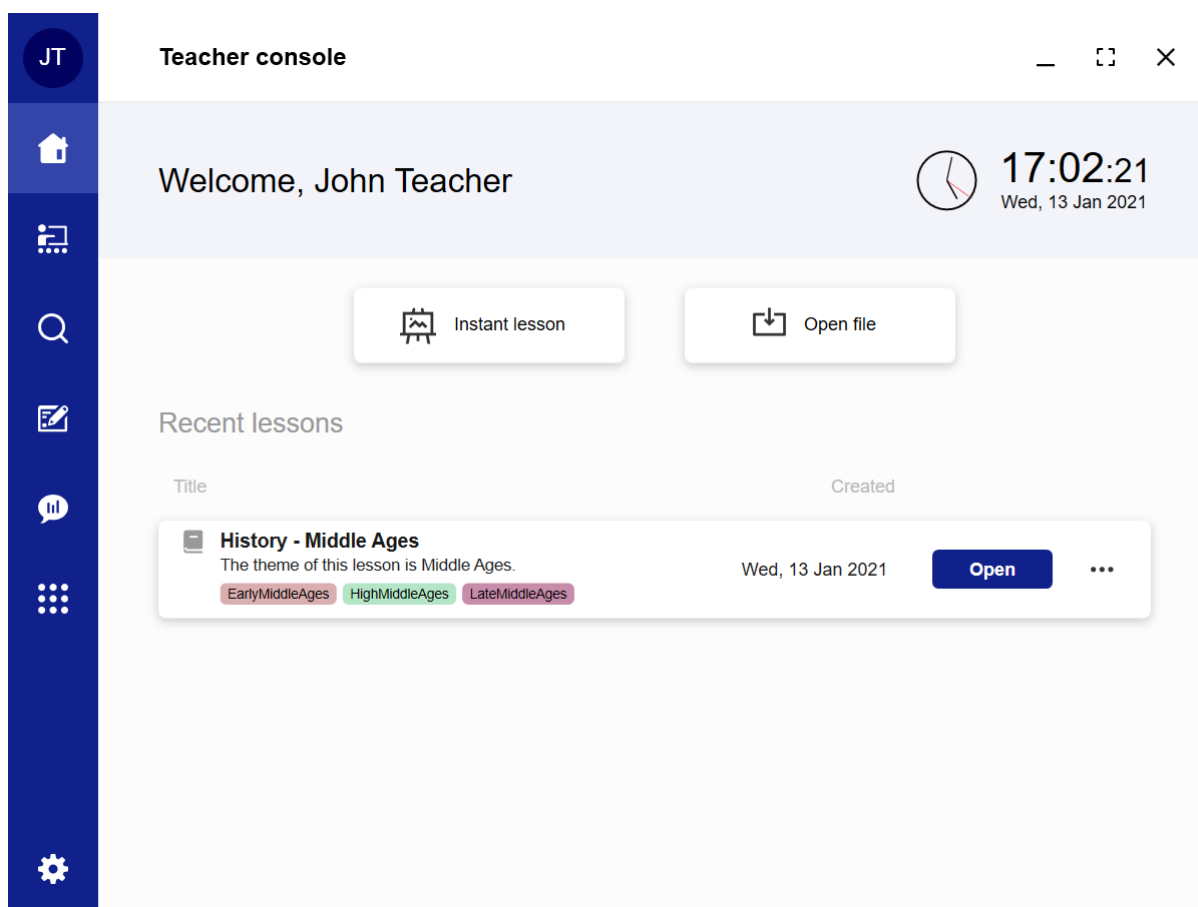 JT
Teacher console
Welcome, John Teacher
17:02:21
Wed, 13 Jan 2021
Instant lesson
Open file
Recent lessons
Title Created
History - Middle Ages
The theme of this lesson is Middle Ages.
EarlyMiddleAges HighMiddleAges LateMiddleAges
Wed, 13 Jan 2021
Open